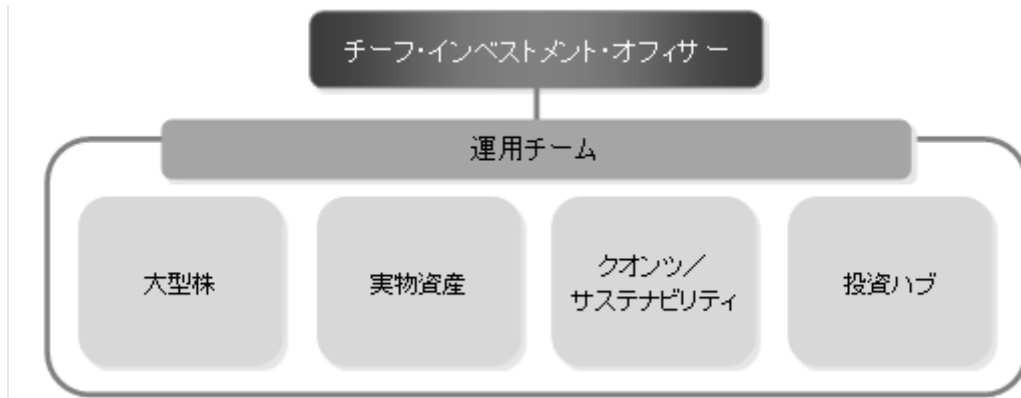 チーフ・インベストメント・オフィサー
運用チーム
大型株
実物資産
クオンツ／
サステナビリティ
投資ハブ